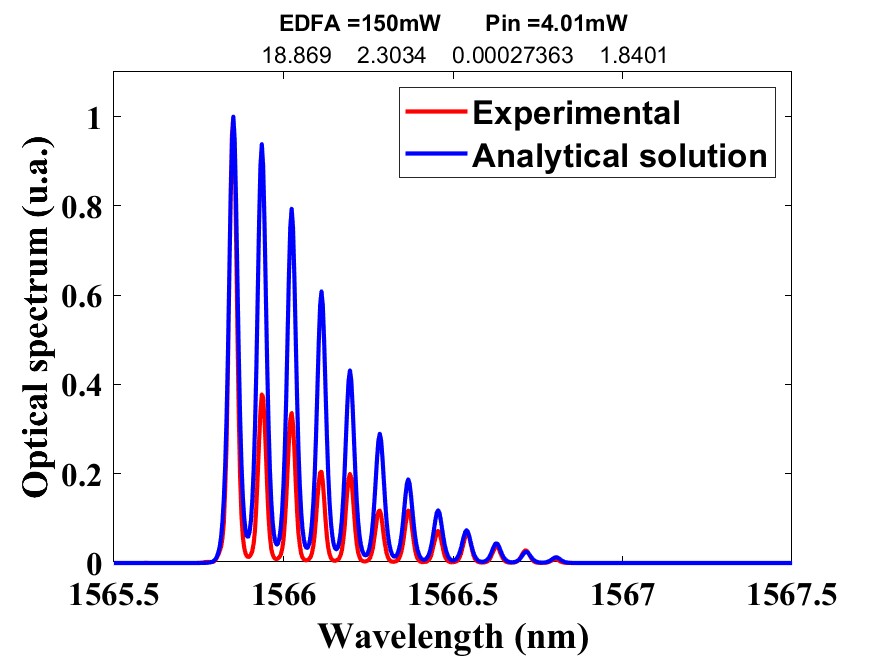 EDFA =150mW Pin =4.01mW
18.869 2.3034 0.00027363 1.8401
Experimental
Analytical solution
1
0.8
0.6
0.4
0.2
0
Optical spectrum (u.a.)
1565.5 1566 1566.5 1567 1567.5
Wavelength (nm)